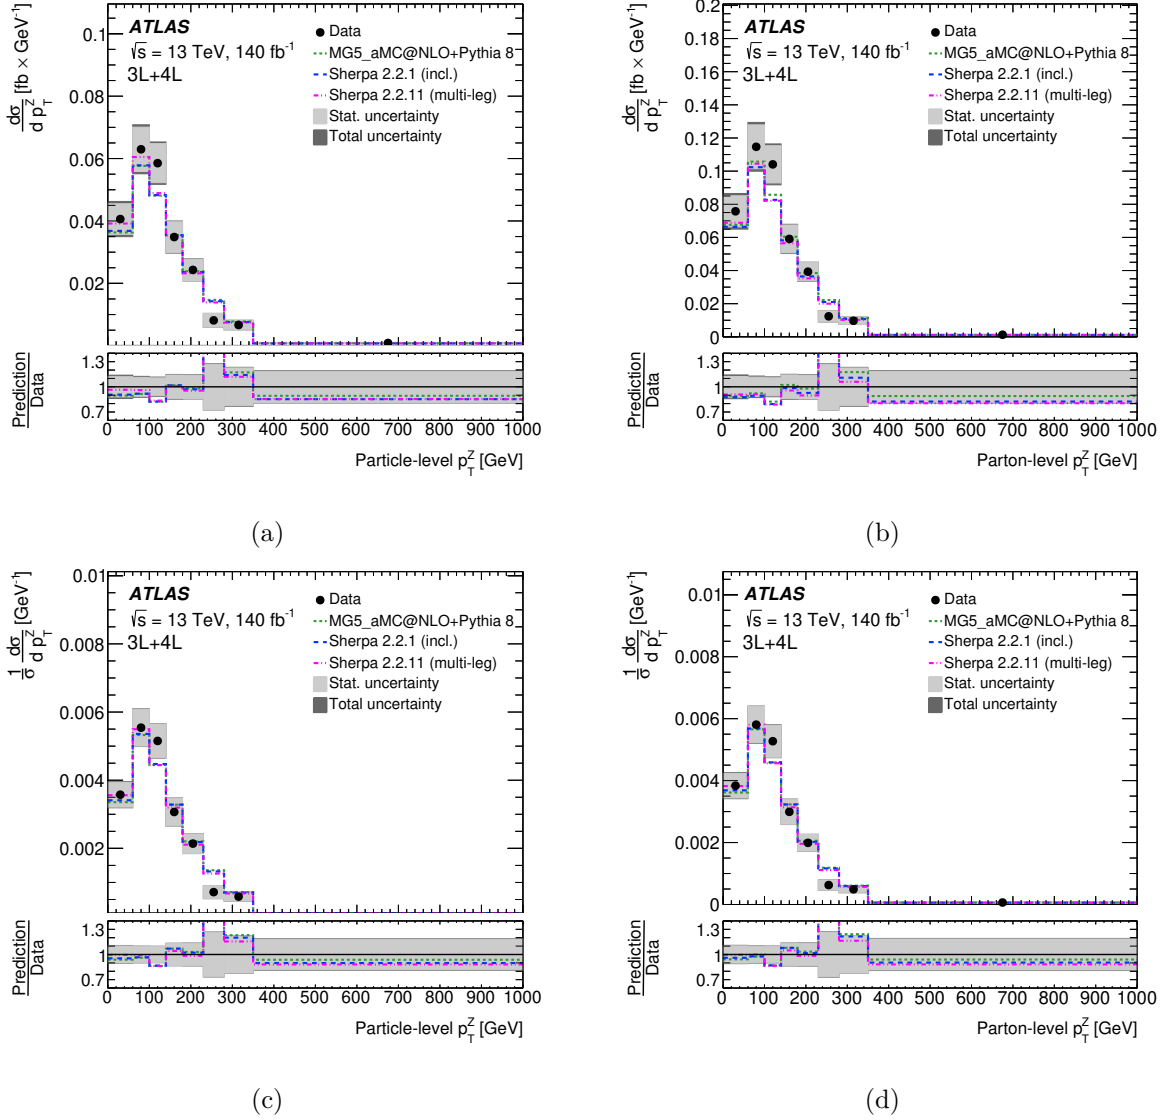 ATLAS
√s = 13 TeV, 140 fb⁻¹
3L+4L
Data
MG5_aMC@NLO+Pythia 8
Sherpa 2.2.1 (incl.)
Sherpa 2.2.11 (multi-leg)
Stat. uncertainty
Total uncertainty
dσ / d p_T^Z [fb × GeV⁻¹]
0.1
0.08
0.06
0.04
0.02
Prediction / Data
1.3
1
0.7
0 100 200 300 400 500 600 700 800 900 1000
Particle-level p_T^Z [GeV]
(a)
ATLAS
√s = 13 TeV, 140 fb⁻¹
3L+4L
Data
MG5_aMC@NLO+Pythia 8
Sherpa 2.2.1 (incl.)
Sherpa 2.2.11 (multi-leg)
Stat. uncertainty
Total uncertainty
dσ / d p_T^Z [fb × GeV⁻¹]
0.2
0.18
0.16
0.14
0.12
0.1
0.08
0.06
0.04
0.02
0
Prediction / Data
1.3
1
0.7
0 100 200 300 400 500 600 700 800 900 1000
Parton-level p_T^Z [GeV]
(b)
ATLAS
√s = 13 TeV, 140 fb⁻¹
3L+4L
Data
MG5_aMC@NLO+Pythia 8
Sherpa 2.2.1 (incl.)
Sherpa 2.2.11 (multi-leg)
Stat. uncertainty
Total uncertainty
1/σ dσ / d p_T^Z [GeV⁻¹]
0.01
0.008
0.006
0.004
0.002
Prediction / Data
1.3
1
0.7
0 100 200 300 400 500 600 700 800 900 1000
Particle-level p_T^Z [GeV]
(c)
ATLAS
√s = 13 TeV, 140 fb⁻¹
3L+4L
Data
MG5_aMC@NLO+Pythia 8
Sherpa 2.2.1 (incl.)
Sherpa 2.2.11 (multi-leg)
Stat. uncertainty
Total uncertainty
1/σ dσ / d p_T^Z [GeV⁻¹]
0.01
0.008
0.006
0.004
0.002
0
Prediction / Data
1.3
1
0.7
0 100 200 300 400 500 600 700 800 900 1000
Parton-level p_T^Z [GeV]
(d)